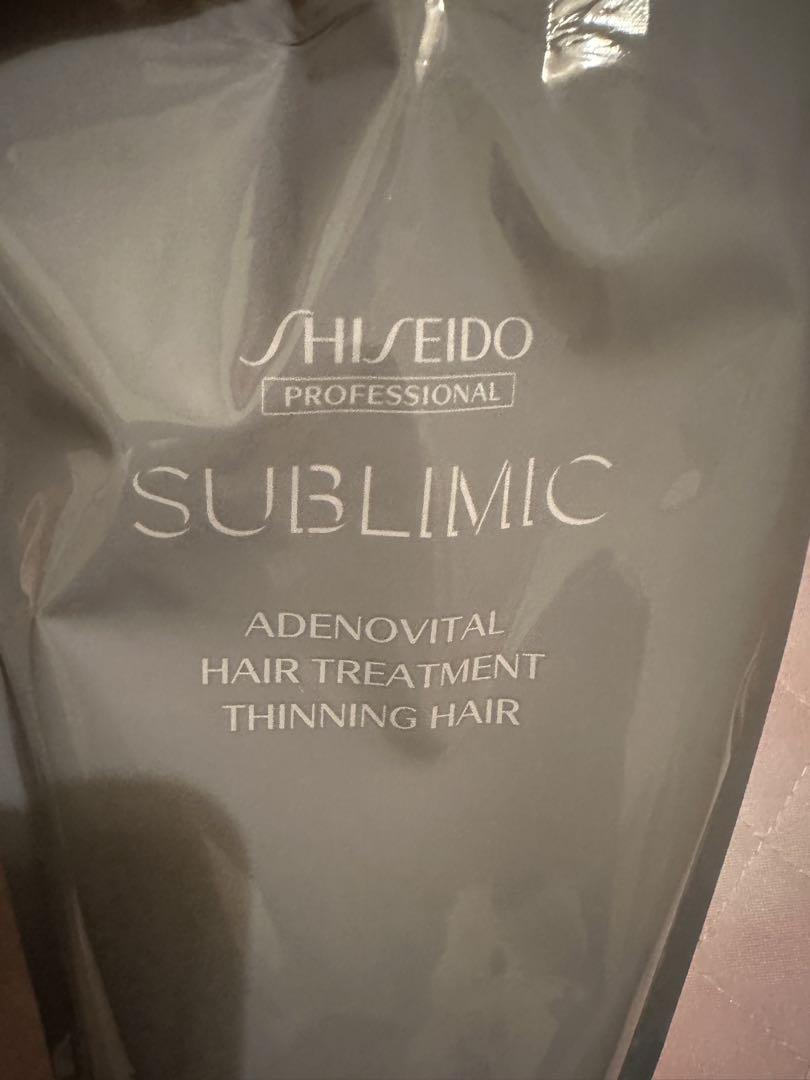 SHISEIDO
PROFESSIONAL
SUBLIMIC
ADENOVITAL
HAIR TREATMENT
THINNING HAIR